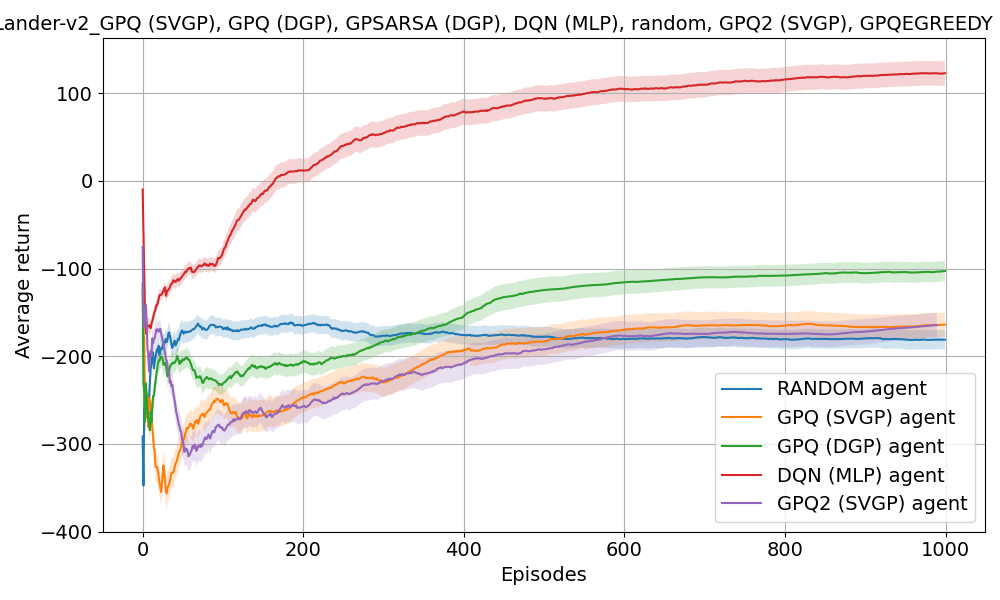 Lander-v2_GPQ (SVGP), GPQ (DGP), GPSARSA (DGP), DQN (MLP), random, GPQ2 (SVGP), GPQEGREEDY
100
0
−100
−200
−300
−400
Average return
0
200
400
600
800
1000
Episodes
RANDOM agent
GPQ (SVGP) agent
GPQ (DGP) agent
DQN (MLP) agent
GPQ2 (SVGP) agent